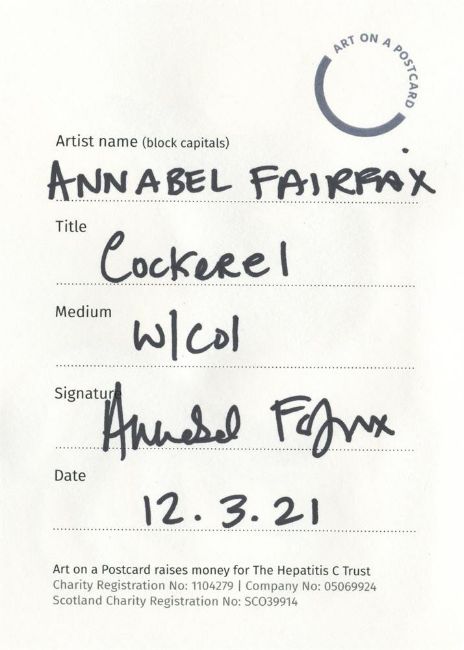 ART ON A POSTCARD
Artist name (block capitals)
ANNABEL FAIRFAX
Title
Cockerel
Medium
W/Col
Signature
Annabel Fairfax
Date
12.3.21
Art on a Postcard raises money for The Hepatitis C Trust
Charity Registration No: 1104279 | Company No: 05069924
Scotland Charity Registration No: SCO39914